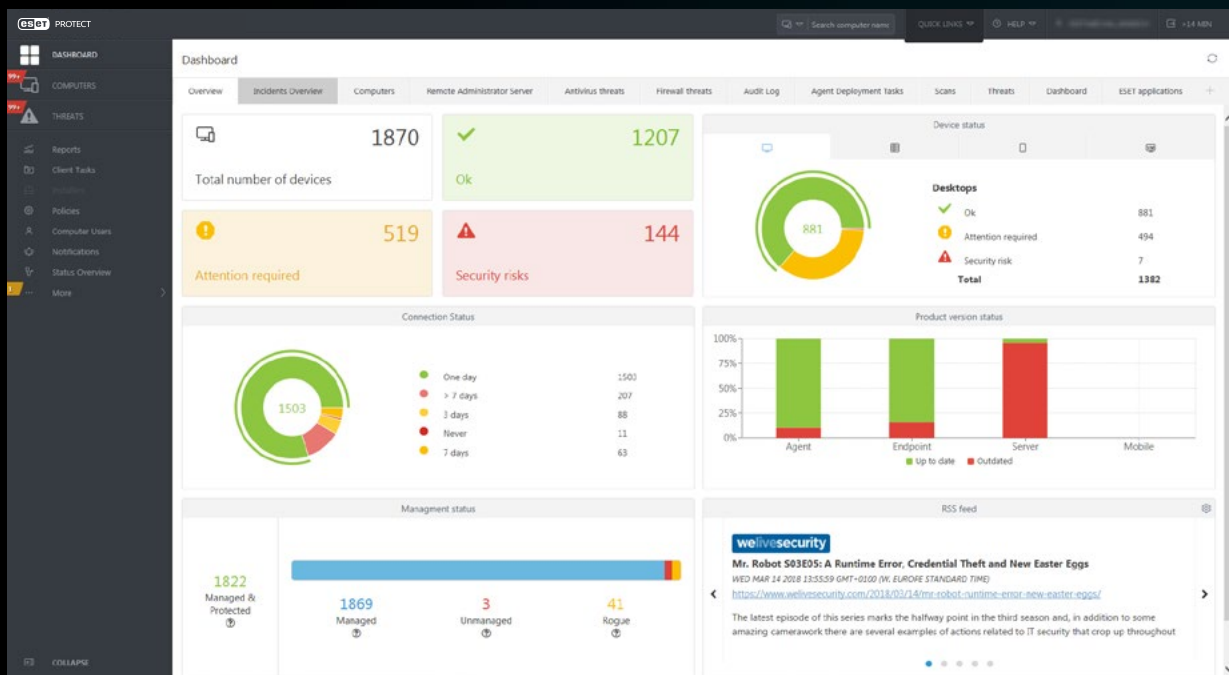 eset PROTECT
Search computer name
QUICK LINKS
HELP
>14 MIN
DASHBOARD
99+
COMPUTERS
99+
THREATS
Reports
Client Tasks
Installers
Policies
Computer Users
Notifications
Status Overview
More
COLLAPSE
Dashboard
Overview
Incidents Overview
Computers
Remote Administrator Server
Antivirus threats
Firewall threats
Audit Log
Agent Deployment Tasks
Scans
Threats
Dashboard
ESET applications
1870
Total number of devices
1207
Ok
519
Attention required
144
Security risks
Device status
881
Desktops
Ok 881
Attention required 494
Security risk 7
Total 1382
Connection Status
1503
One day 1503
> 7 days 207
3 days 88
Never 11
7 days 63
Product version status
100%
75%
50%
25%
0%
Agent Endpoint Server Mobile
Up to date Outdated
Managment status
1822
Managed &
Protected
1869
Managed
3
Unmanaged
41
Rogue
RSS feed
welivesecurity
Mr. Robot S03E05: A Runtime Error, Credential Theft and New Easter Eggs
WED MAR 14 2018 13:55:59 GMT+0100 (W. EUROPE STANDARD TIME)
https://www.welivesecurity.com/2018/03/14/mr-robot-runtime-error-new-easter-eggs/
The latest episode of this series marks the halfway point in the third season and, in addition to some
amazing camerawork there are several examples of actions related to IT security that crop up throughout